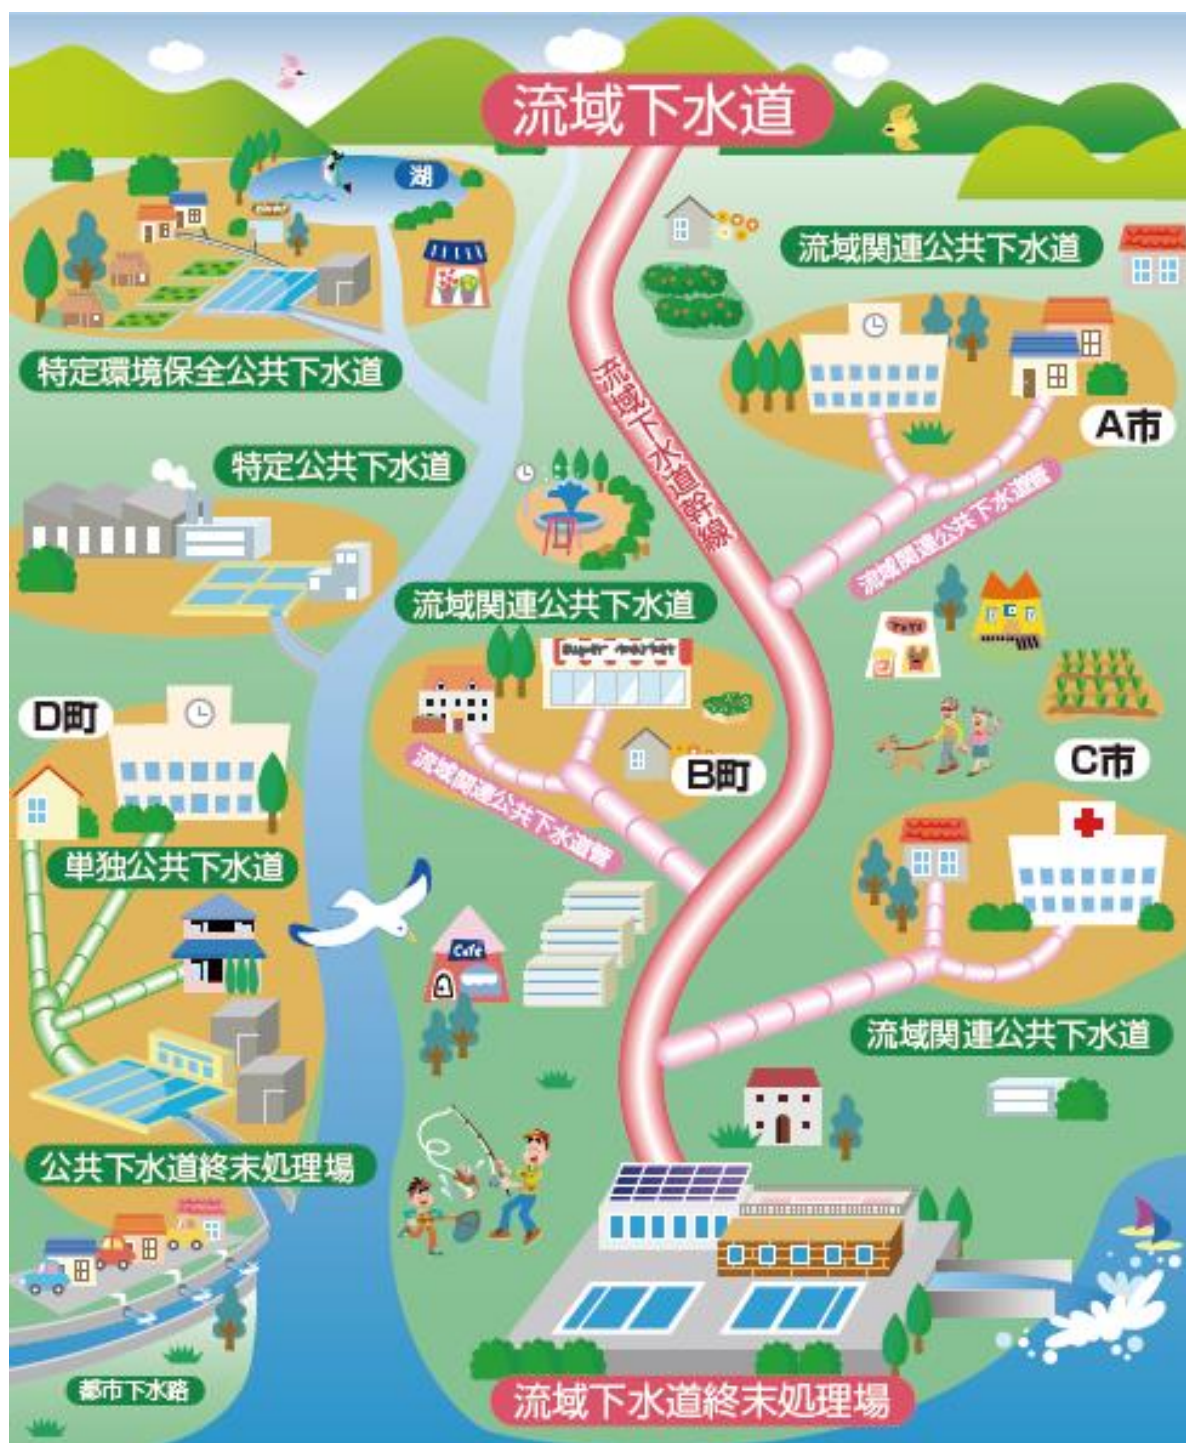 流域下水道
湖
流域関連公共下水道
特定環境保全公共下水道
流域下水道幹線
A市
特定公共下水道
流域関連公共下水道管
流域関連公共下水道
super market
D町
B町
流域関連公共下水道管
C市
単独公共下水道
Cafe
流域関連公共下水道
公共下水道終末処理場
都市下水路
流域下水道終末処理場